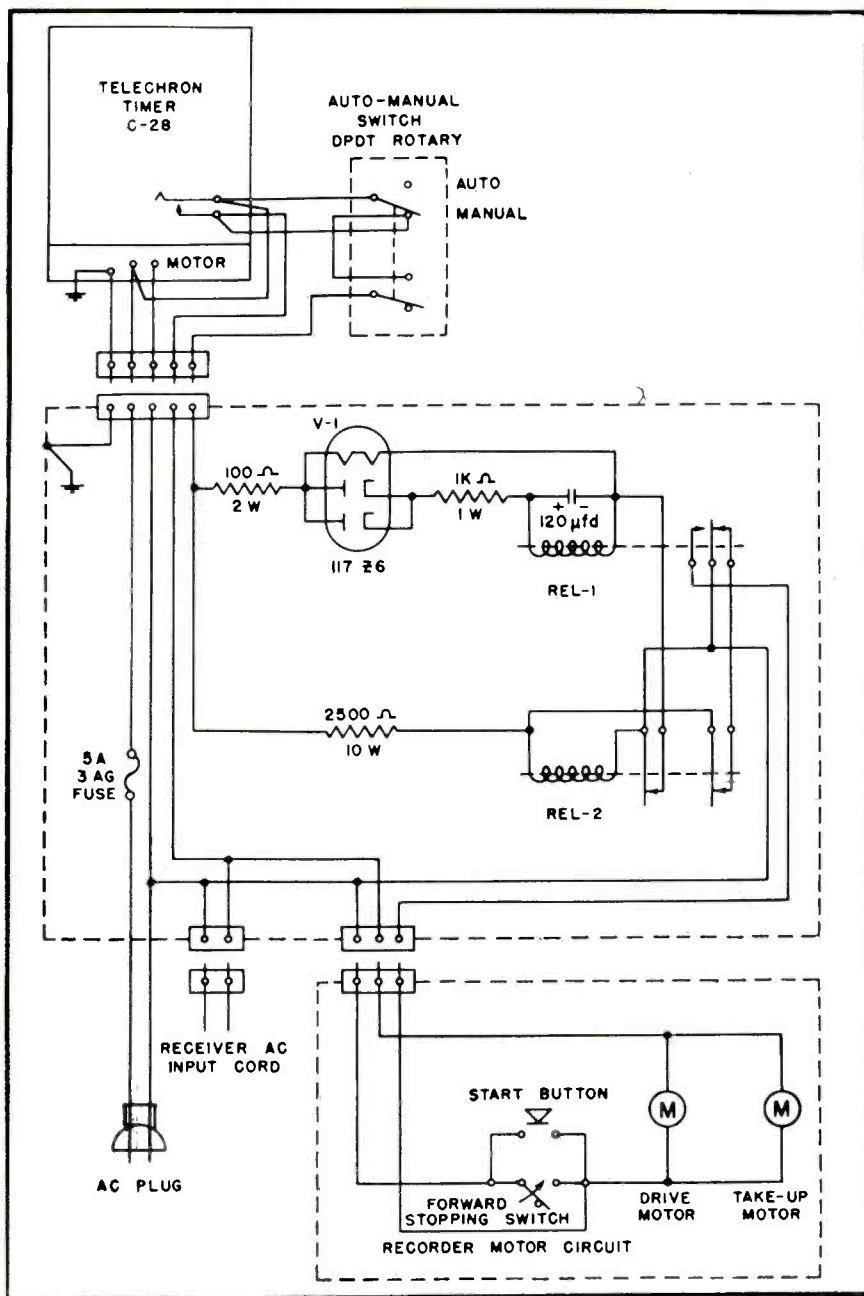 TELECHRON
TIMER
C-28
AUTO-MANUAL
SWITCH
DPDT ROTARY
AUTO
MANUAL
MOTOR
V-1
100 Ω
2 W
1K Ω
1 W
+ -
120 µfd
117 Z6
REL-1
2500 Ω
10 W
REL-2
5A
3 AG
FUSE
RECEIVER AC
INPUT CORD
AC PLUG
START BUTTON
M
M
FORWARD
STOPPING SWITCH
DRIVE
MOTOR
TAKE-UP
MOTOR
RECORDER MOTOR CIRCUIT